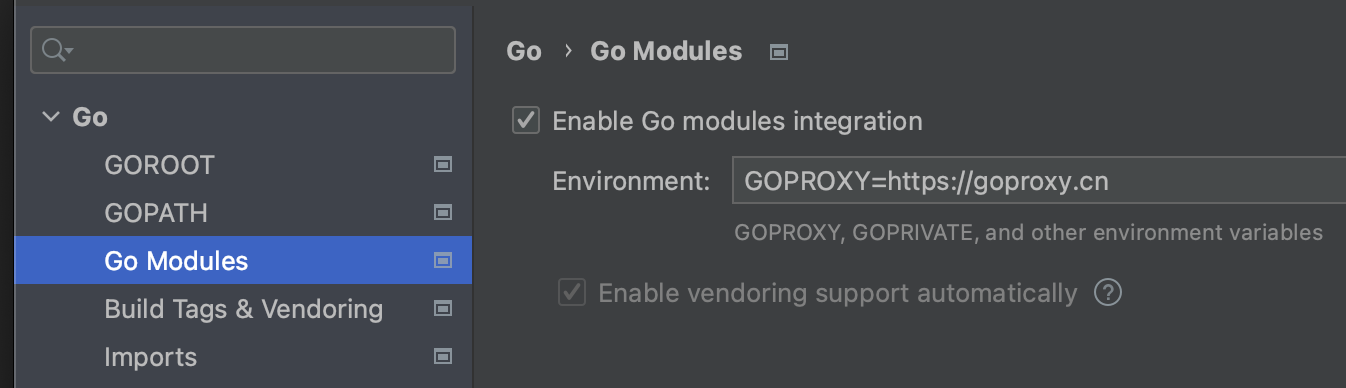 Go
GOROOT
GOPATH
Go Modules
Build Tags & Vendoring
Imports
Go › Go Modules
Enable Go modules integration
Environment: GOPROXY=https://goproxy.cn
GOPROXY, GOPRIVATE, and other environment variables
Enable vendoring support automatically ?